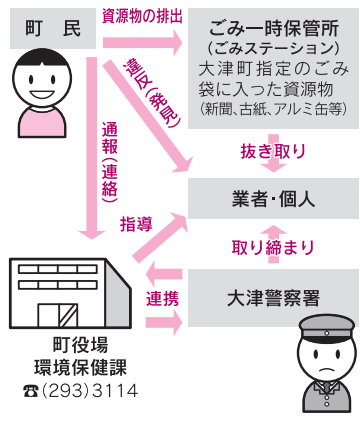 町民
資源物の排出
ごみ一時保管所
(ごみステーション)
大津町指定のごみ
袋に入った資源物
(新聞、古紙、アルミ缶等)
違反(発見)
通報(連絡)
抜き取り
業者・個人
指導
取り締まり
連携
大津警察署
町役場
環境保健課
☎(293)3114